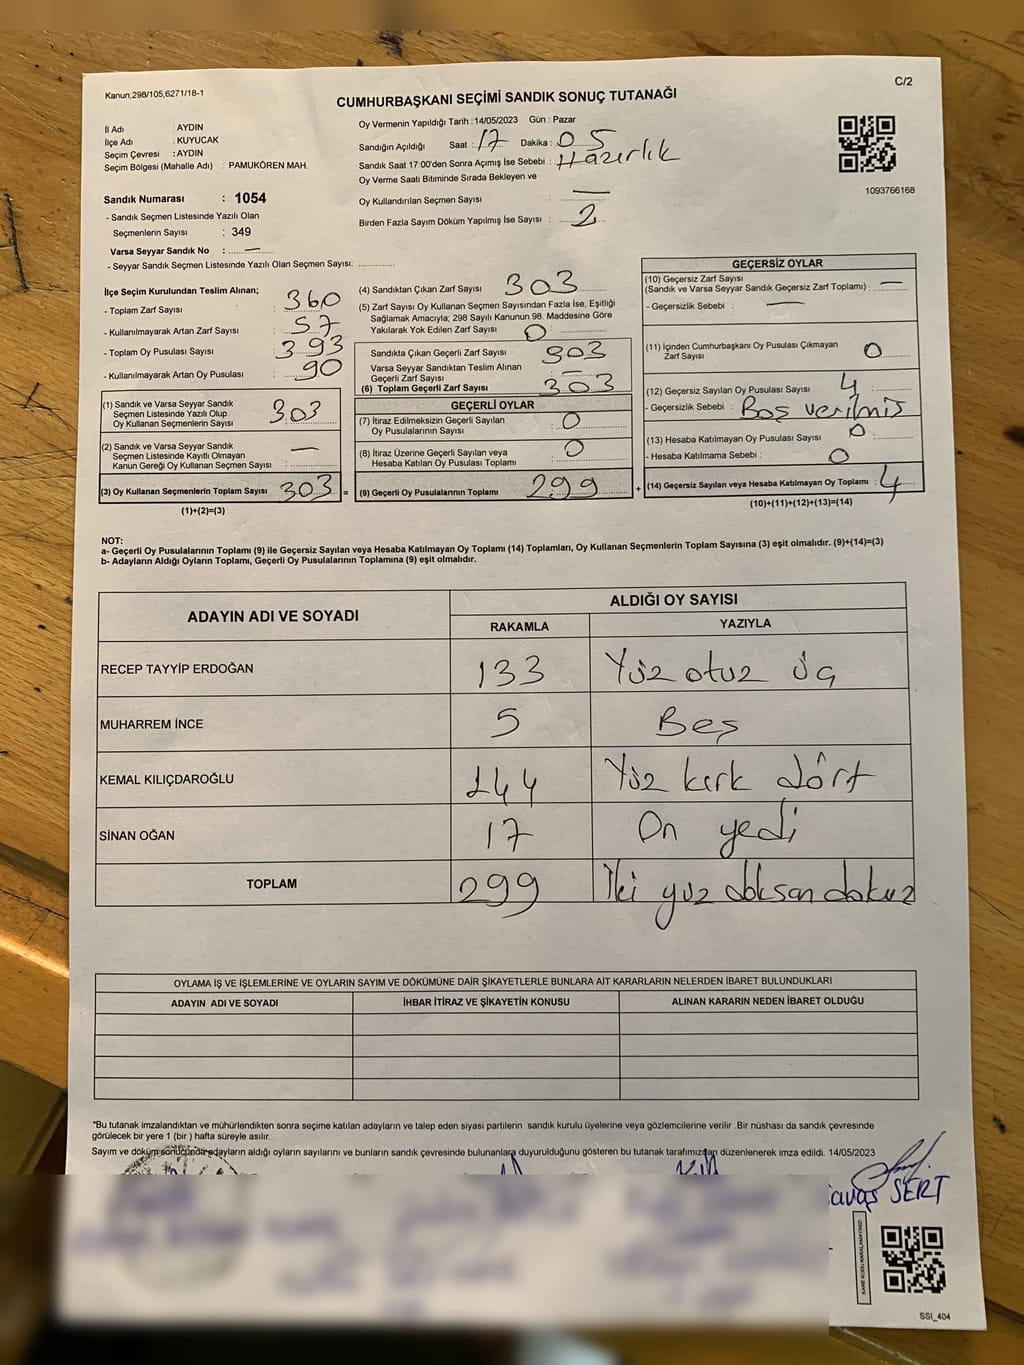 Kanun;298/105,6271/18-1
C/2
CUMHURBAŞKANI SEÇİMİ SANDIK SONUÇ TUTANAĞI
İl Adı : AYDIN
İlçe Adı : KUYUCAK
Seçim Çevresi : AYDIN
Seçim Bölgesi (Mahalle Adı) : PAMUKÖREN MAH.
Oy Vermenin Yapıldığı Tarih :14/05/2023 Gün : Pazar
Sandığın Açıldığı Saat : 17 Dakika : 05
Sandık Saat 17:00'den Sonra Açımış İse Sebebi : Hazırlık
Oy Verme Saati Bitiminde Sırada Bekleyen ve
Oy Kullandırılan Seçmen Sayısı : —
Birden Fazla Sayım Döküm Yapılmış İse Sayısı : 2
1093766168
Sandık Numarası : 1054
- Sandık Seçmen Listesinde Yazılı Olan
Seçmenlerin Sayısı : 349
Varsa Seyyar Sandık No : —
- Seyyar Sandık Seçmen Listesinde Yazılı Olan Seçmen Sayısı: ..............
İlçe Seçim Kurulundan Teslim Alınan;
- Toplam Zarf Sayısı : 360
- Kullanılmayarak Artan Zarf Sayısı : 57
- Toplam Oy Pusulası Sayısı : 393
- Kullanılmayarak Artan Oy Pusulası : 90
(1) Sandık ve Varsa Seyyar Sandık
Seçmen Listesinde Yazılı Olup
Oy Kullanan Seçmenlerin Sayısı : 303
(2) Sandık ve Varsa Seyyar Sandık
Seçmen Listesinde Kayıtlı Olmayan
Kanun Gereği Oy Kullanan Seçmen Sayısı : —
(3) Oy Kullanan Seçmenlerin Toplam Sayısı : 303 =
(1)+(2)=(3)
(4) Sandıktan Çıkan Zarf Sayısı : 303
(5) Zarf Sayısı Oy Kullanan Seçmen Sayısından Fazla İse, Eşitliği
Sağlamak Amacıyla; 298 Sayılı Kanunun 98. Maddesine Göre
Yakılarak Yok Edilen Zarf Sayısı : 0
Sandıkta Çıkan Geçerli Zarf Sayısı : 303
Varsa Seyyar Sandıktan Teslim Alınan
Geçerli Zarf Sayısı : —
(6) Toplam Geçerli Zarf Sayısı : 303
GEÇERLİ OYLAR
(7) İtiraz Edilmeksizin Geçerli Sayılan
Oy Pusulalarının Sayısı : 0
(8) İtiraz Üzerine Geçerli Sayılan veya
Hesaba Katılan Oy Pusulası Toplamı : 0
(9) Geçerli Oy Pusulalarının Toplamı : 299 +
GEÇERSİZ OYLAR
(10) Geçersiz Zarf Sayısı
(Sandık ve Varsa Seyyar Sandık Geçersiz Zarf Toplamı) : —
- Geçersizlik Sebebi : —
(11) İçinden Cumhurbaşkanı Oy Pusulası Çıkmayan
Zarf Sayısı : 0
(12) Geçersiz Sayılan Oy Pusulası Sayısı : 4
- Geçersizlik Sebebi : Boş verilmiş
(13) Hesaba Katılmayan Oy Pusulası Sayısı : 0
- Hesaba Katılmama Sebebi : 0
(14) Geçersiz Sayılan veya Hesaba Katılmayan Oy Toplamı : 4
(10)+(11)+(12)+(13)=(14)
NOT:
a- Geçerli Oy Pusulalarının Toplamı (9) ile Geçersiz Sayılan veya Hesaba Katılmayan Oy Toplamı (14) Toplamları, Oy Kullanan Seçmenlerin Toplam Sayısına (3) eşit olmalıdır. (9)+(14)=(3)
b- Adayların Aldığı Oyların Toplamı, Geçerli Oy Pusulalarının Toplamına (9) eşit olmalıdır.
ADAYIN ADI VE SOYADI ALDIĞI OY SAYISI
RAKAMLA YAZIYLA
RECEP TAYYİP ERDOĞAN 133 Yüz otuz üç
MUHARREM İNCE 5 Beş
KEMAL KILIÇDAROĞLU 144 Yüz kırk dört
SİNAN OĞAN 17 On yedi
TOPLAM 299 İki yüz doksan dokuz
OYLAMA İŞ VE İŞLEMLERİNE VE OYLARIN SAYIM VE DÖKÜMÜNE DAİR ŞİKAYETLERLE BUNLARA AİT KARARLARIN NELERDEN İBARET BULUNDUKLARI
ADAYIN ADI VE SOYADI İHBAR İTİRAZ VE ŞİKAYETİN KONUSU ALINAN KARARIN NEDEN İBARET OLDUĞU
*Bu tutanak imzalandıktan ve mühürlendikten sonra seçime katılan adayların ve talep eden siyasi partilerin sandık kurulu üyelerine veya gözlemcilerine verilir .Bir nüshası da sandık çevresinde
görülecek bir yere 1 (bir ) hafta süreyle asılır.
Sayım ve döküm sonucunda adayların aldığı oyların sayılarını ve bunların sandık çevresinde bulunanlara duyurulduğunu gösteren bu tutanak tarafımızdan düzenlenerek imza edildi. 14/05/2023
avaş SERT
KARE KODU KARALAMAYINIZ!
SSI_404